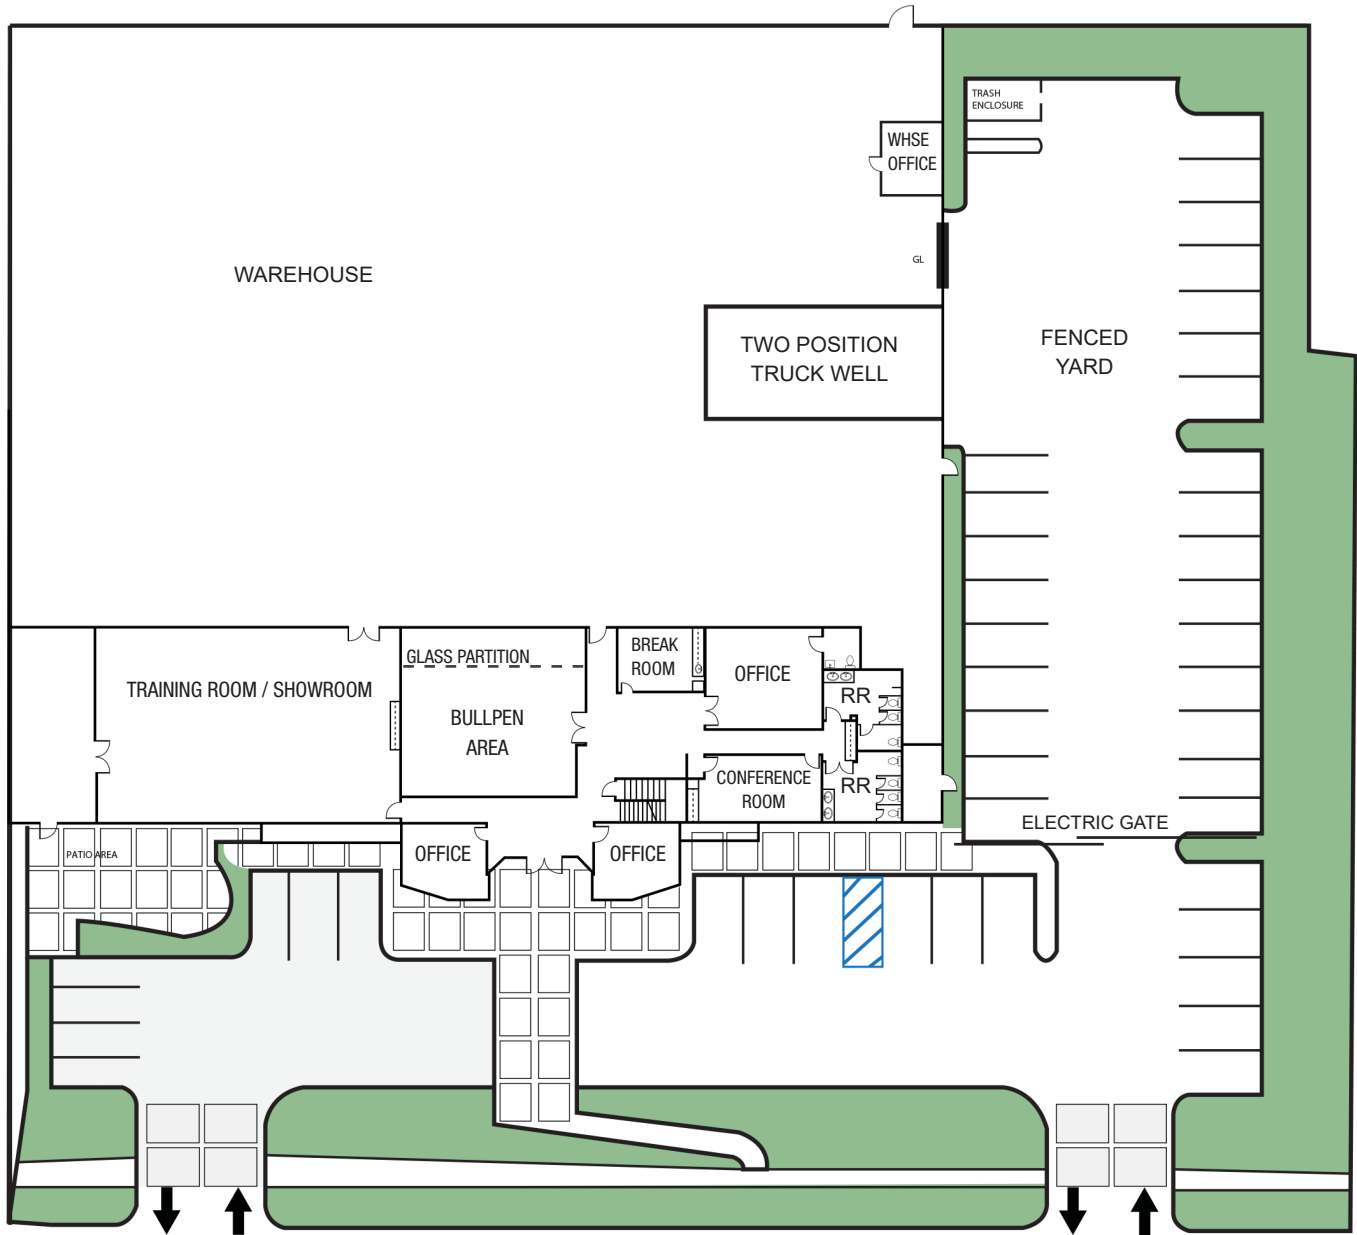 TRASH
ENCLOSURE
WHSE
OFFICE
GL
WAREHOUSE
TWO POSITION
TRUCK WELL
FENCED
YARD
GLASS PARTITION
BREAK
ROOM
OFFICE
TRAINING ROOM / SHOWROOM
RR
BULLPEN
AREA
CONFERENCE
ROOM
RR
ELECTRIC GATE
PATIO AREA
OFFICE
OFFICE